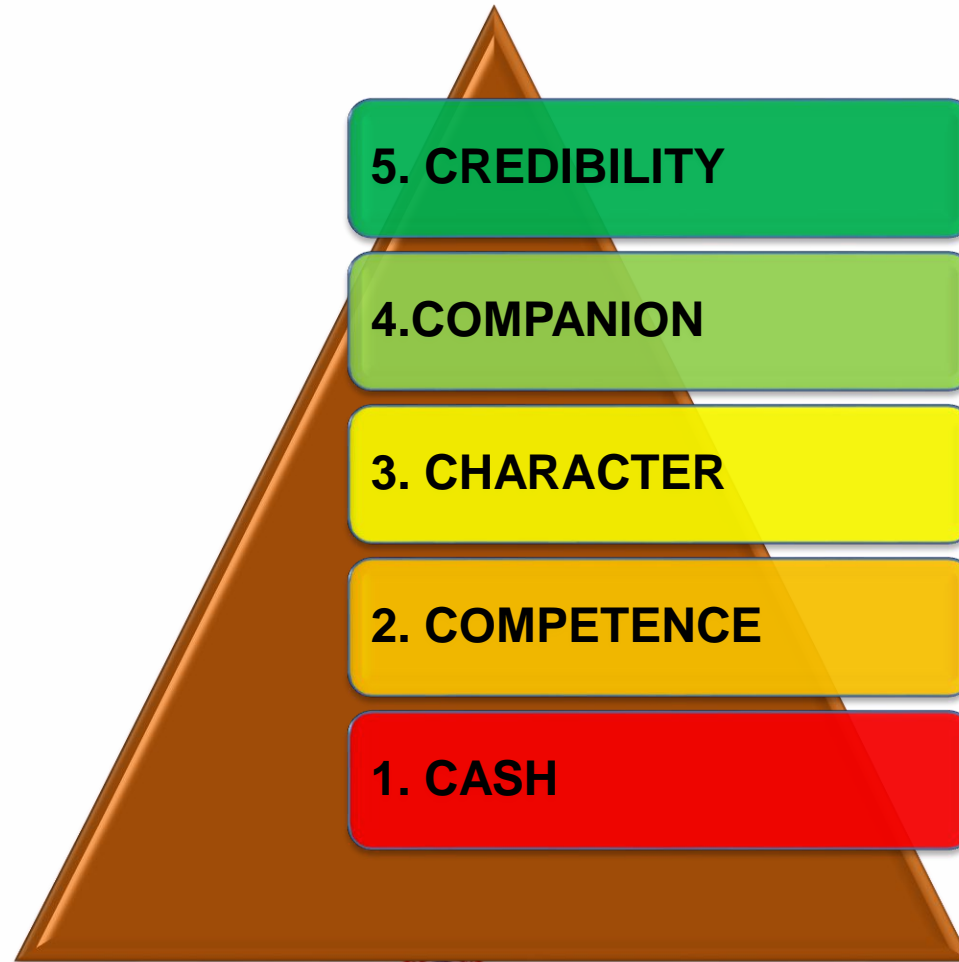 5. CREDIBILITY
4.COMPANION
3. CHARACTER
2. COMPETENCE
1. CASH